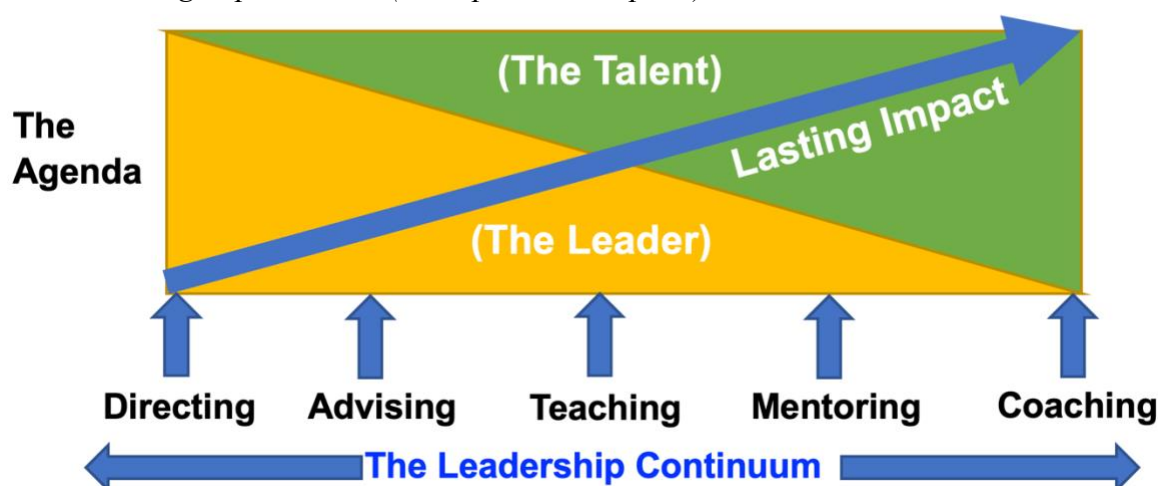 (The Talent)
The
Agenda
Lasting Impact
(The Leader)
Directing Advising Teaching Mentoring Coaching
The Leadership Continuum